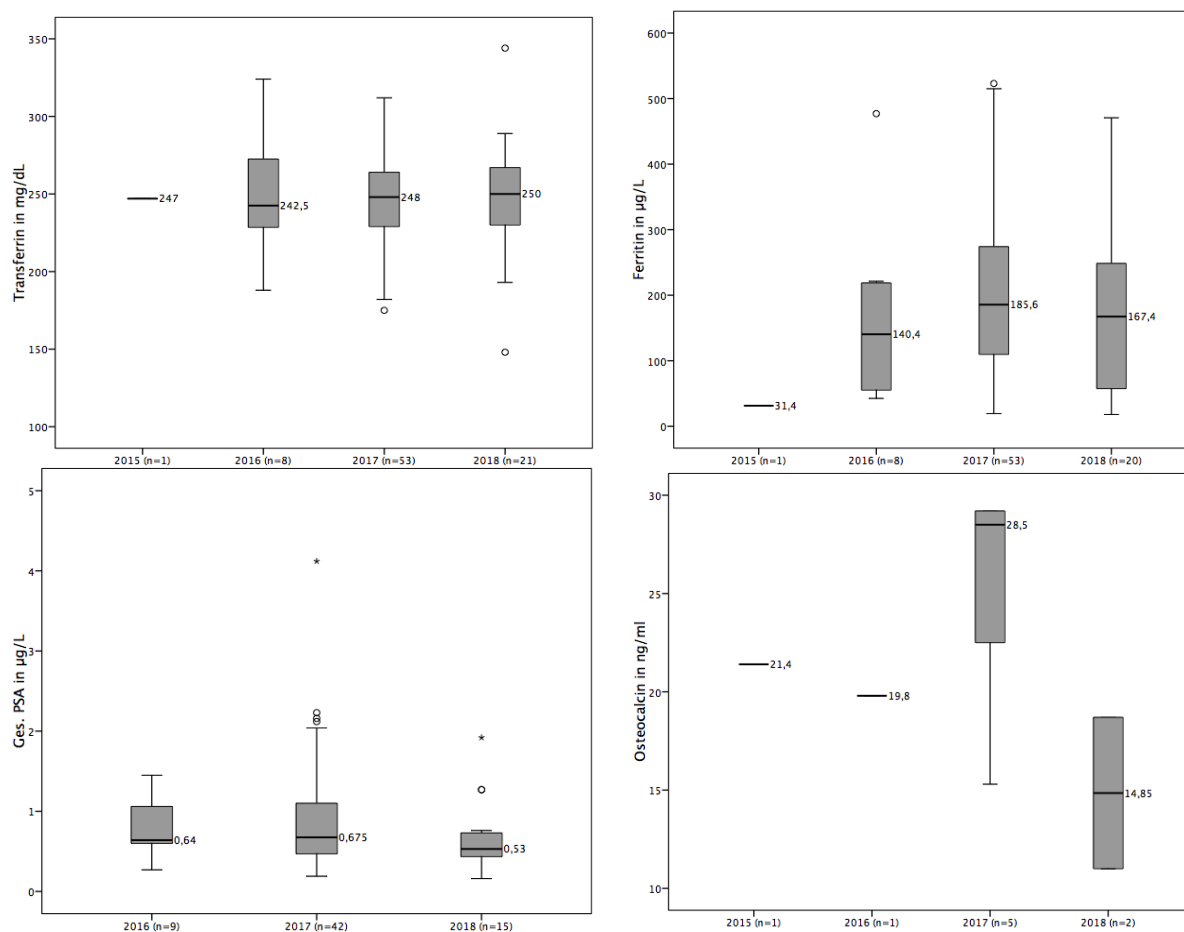 Transferrin in mg/dL
350
300
250
200
150
100
247
242,5
248
250
2015 (n=1)
2016 (n=8)
2017 (n=53)
2018 (n=21)
Ferritin in µg/L
600
500
400
300
200
100
0
31,4
140,4
185,6
167,4
2015 (n=1)
2016 (n=8)
2017 (n=53)
2018 (n=20)
Ges. PSA in µg/L
5
4
3
2
1
0
0,64
0,675
0,53
2016 (n=9)
2017 (n=42)
2018 (n=15)
Osteocalcin in ng/ml
30
25
20
15
10
21,4
19,8
28,5
14,85
2015 (n=1)
2016 (n=1)
2017 (n=5)
2018 (n=2)